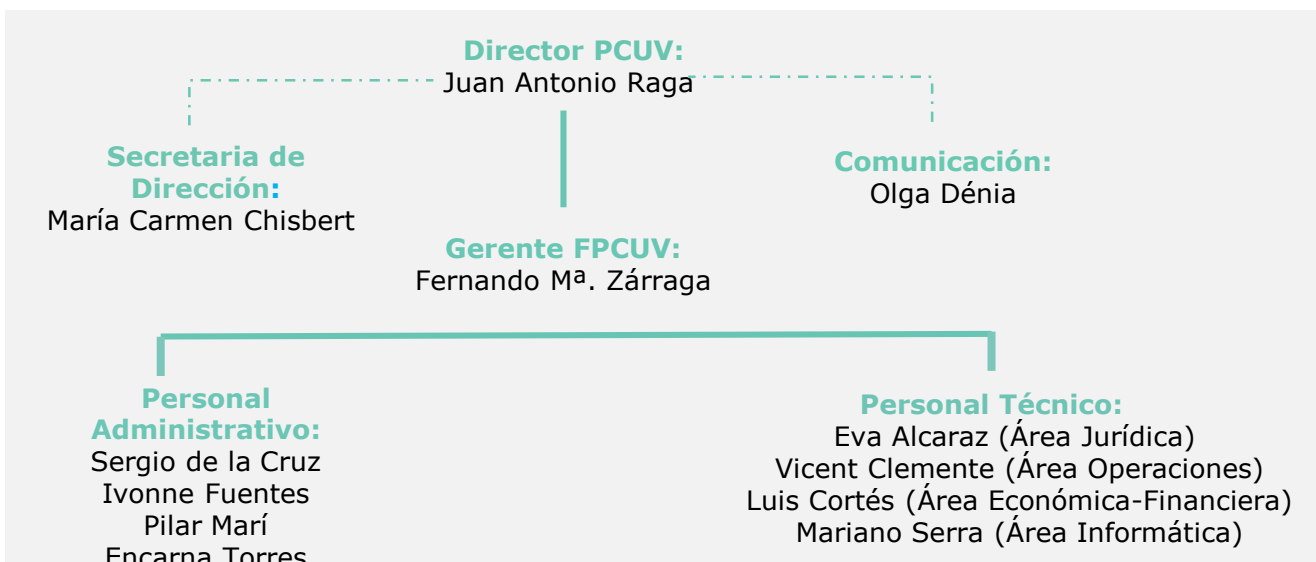 Director PCUV:
Juan Antonio Raga
Secretaria de
Dirección:
María Carmen Chisbert
Comunicación:
Olga Dénia
Gerente FPCUV:
Fernando Mª. Zárraga
Personal
Administrativo:
Sergio de la Cruz
Ivonne Fuentes
Pilar Marí
Encarna Torres
Personal Técnico:
Eva Alcaraz (Área Jurídica)
Vicent Clemente (Área Operaciones)
Luis Cortés (Área Económica-Financiera)
Mariano Serra (Área Informática)